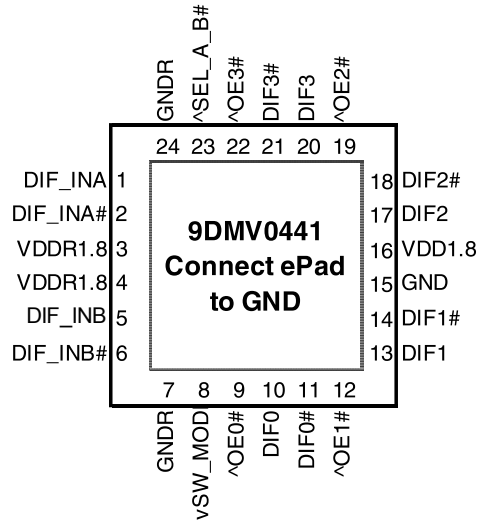 GNDR
^SEL_A_B#
^OE3#
DIF3#
DIF3
^OE2#
24 23 22 21 20 19
DIF_INA 1
DIF_INA# 2
VDDR1.8 3
VDDR1.8 4
DIF_INB 5
DIF_INB# 6
9DMV0441
Connect ePad
to GND
18 DIF2#
17 DIF2
16 VDD1.8
15 GND
14 DIF1#
13 DIF1
7 8 9 10 11 12
GNDR
vSW_MOD
^OE0#
DIF0
DIF0#
^OE1#